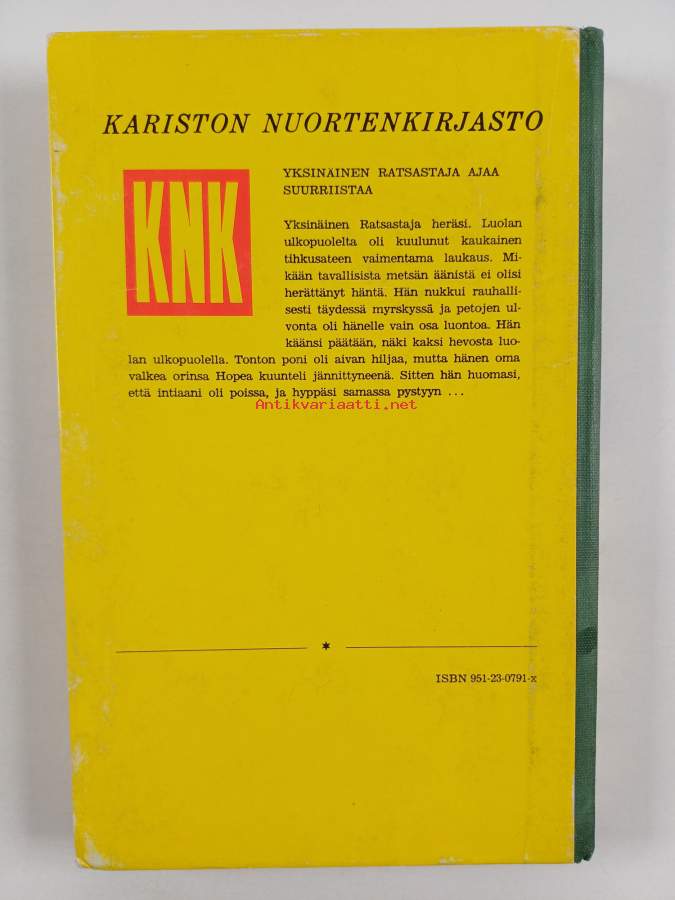 KARISTON NUORTENKIRJASTO
KNK
YKSINÄINEN RATSASTAJA AJAA
SUURRIISTAA
Yksinäinen Ratsastaja heräsi. Luolan
ulkopuolelta oli kuulunut kaukainen
tihkusateen vaimentama laukaus. Mi-
kään tavallisista metsän äänistä ei olisi
herättänyt häntä. Hän nukkui rauhalli-
sesti täydessä myrskyssä ja petojen ul-
vonta oli hänelle vain osa luontoa. Hän
käänsi päätään, näki kaksi hevosta luo-
lan ulkopuolella. Tonton poni oli aivan hiljaa, mutta hänen oma
valkea orinsa Hopea kuunteli jännittyneenä. Sitten hän huomasi,
että intiaani oli poissa, ja hyppäsi samassa pystyyn ...
Antikvariaatti.net
ISBN 951-23-0791-x